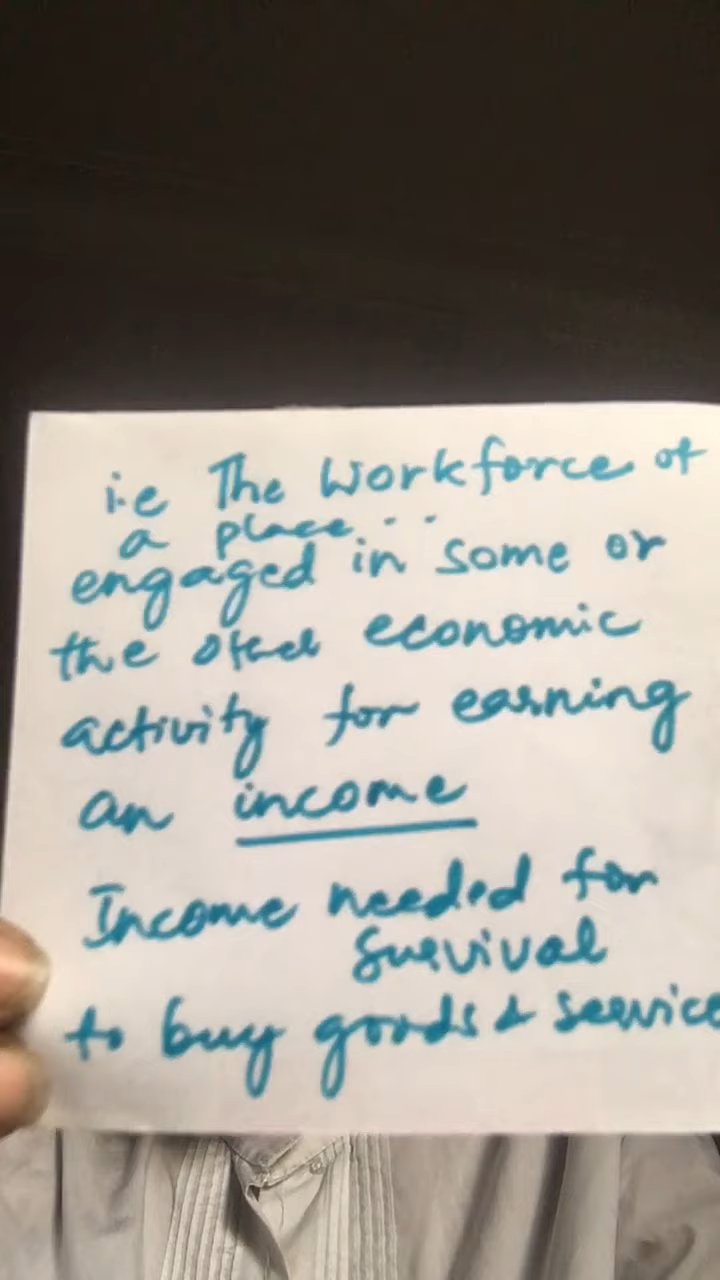 i.e The Workforce of
a place...
engaged in some or
the other economic
activity for earning
an income
Income needed for
survival
to buy goods & service